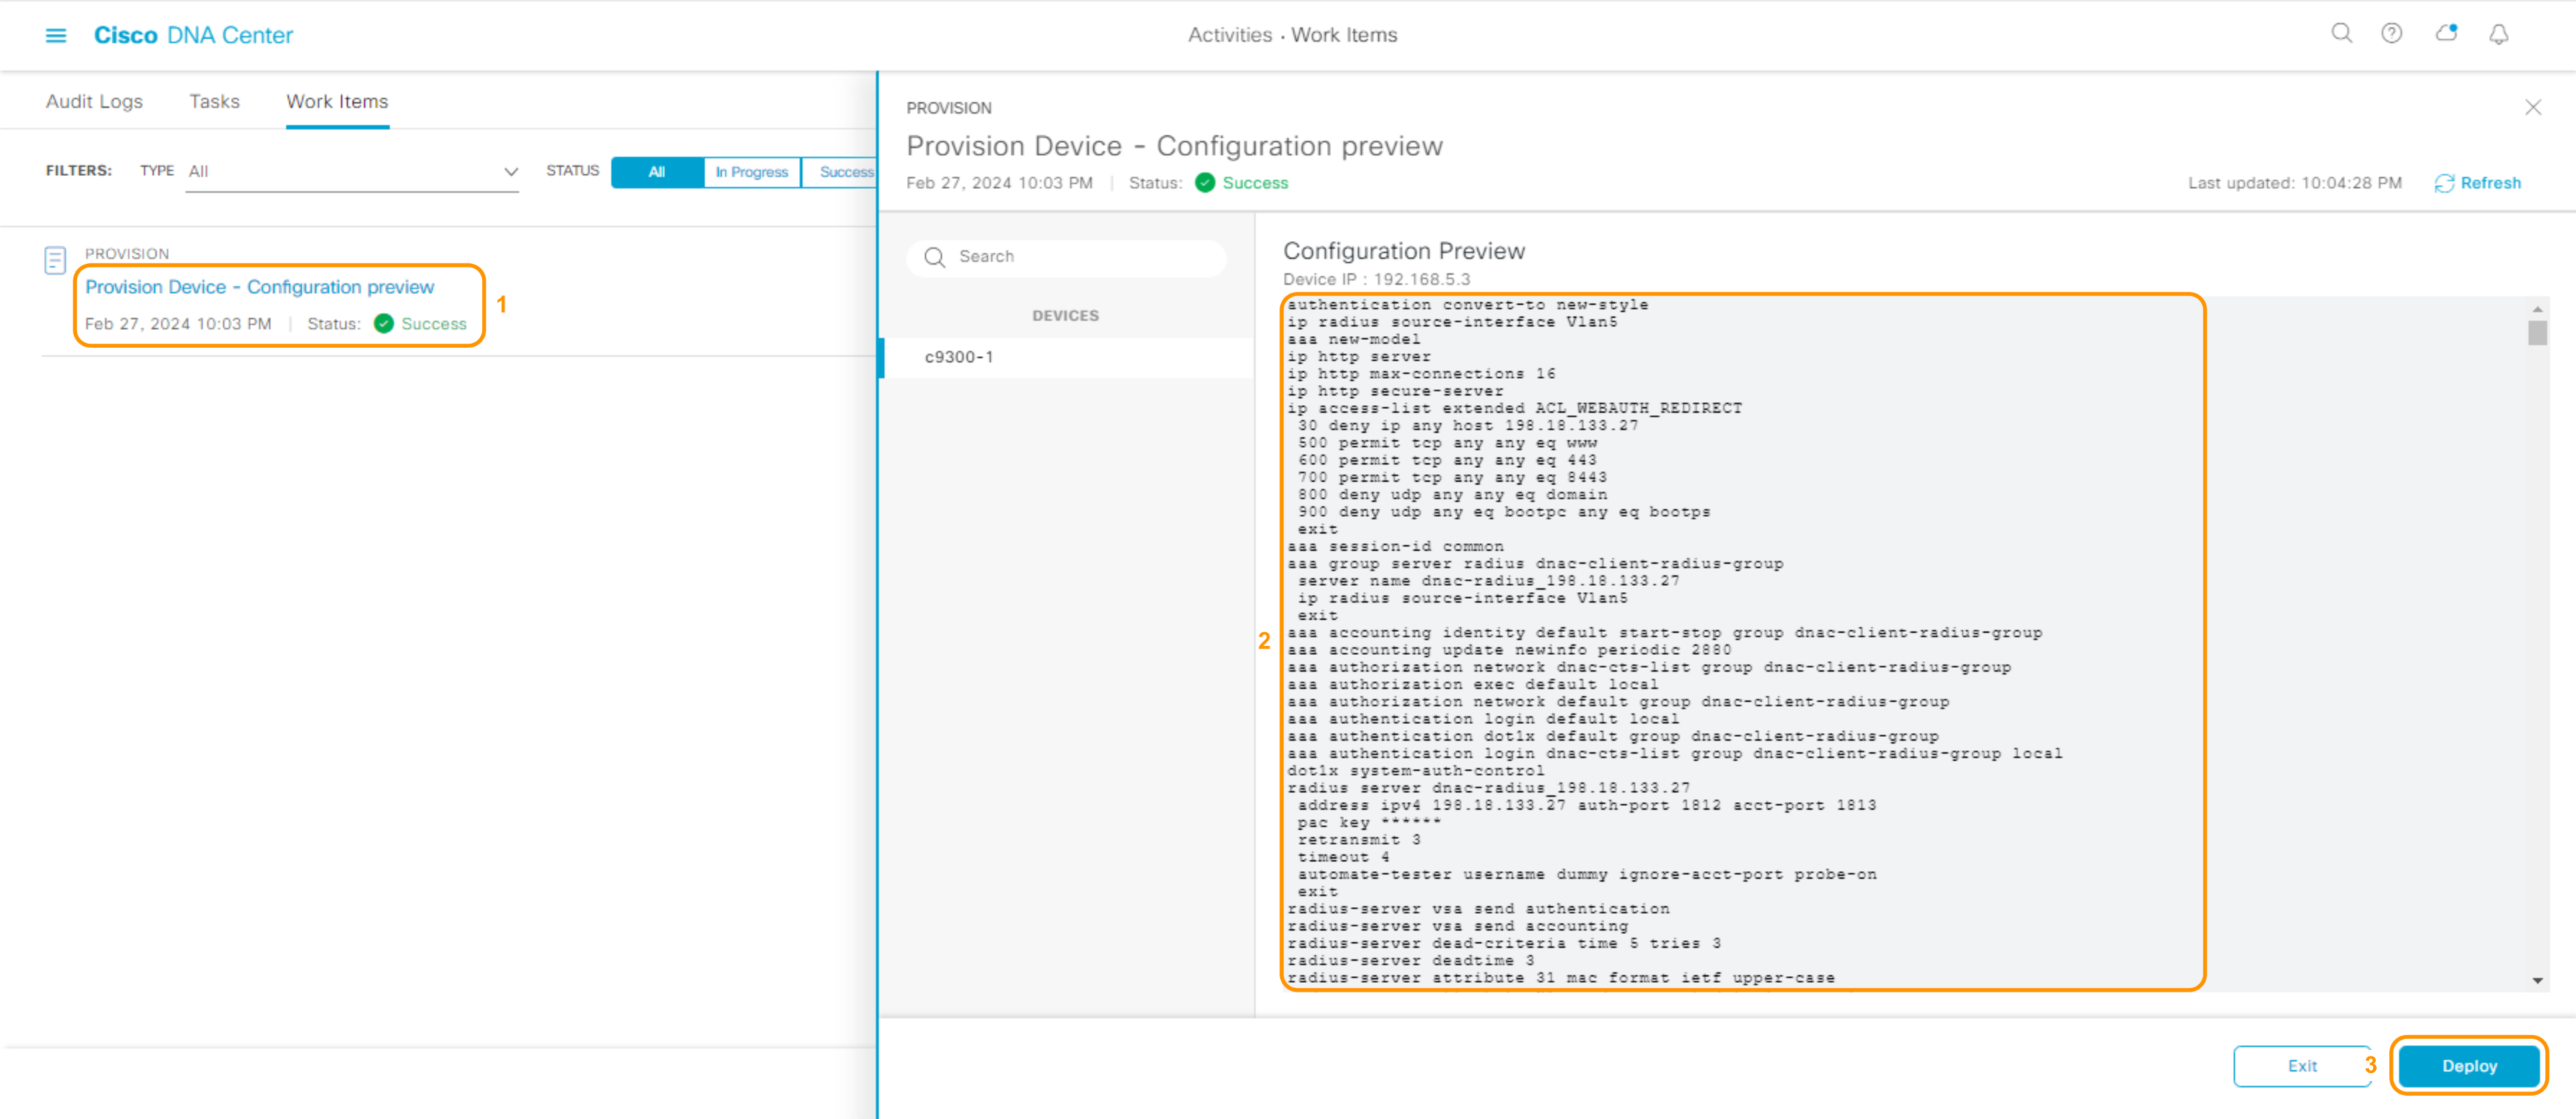 Cisco DNA Center
Activities · Work Items
Audit Logs Tasks Work Items
FILTERS: TYPE All STATUS All In Progress Success
PROVISION
Provision Device - Configuration preview
Feb 27, 2024 10:03 PM | Status: Success
1
PROVISION
Provision Device - Configuration preview
Feb 27, 2024 10:03 PM | Status: Success
Last updated: 10:04:28 PM Refresh
Search
DEVICES
c9300-1
Configuration Preview
Device IP : 192.168.5.3
authentication convert-to new-style
ip radius source-interface Vlan5
aaa new-model
ip http server
ip http max-connections 16
ip http secure-server
ip access-list extended ACL_WEBAUTH_REDIRECT
30 deny ip any host 198.18.133.27
500 permit tcp any any eq www
600 permit tcp any any eq 443
700 permit tcp any any eq 8443
800 deny udp any any eq domain
900 deny udp any eq bootpc any eq bootps
exit
aaa session-id common
aaa group server radius dnac-client-radius-group
server name dnac-radius_198.18.133.27
ip radius source-interface Vlan5
exit
2
aaa accounting identity default start-stop group dnac-client-radius-group
aaa accounting update newinfo periodic 2880
aaa authorization network dnac-cts-list group dnac-client-radius-group
aaa authorization exec default local
aaa authorization network default group dnac-client-radius-group
aaa authentication login default local
aaa authentication dot1x default group dnac-client-radius-group
aaa authentication login dnac-cts-list group dnac-client-radius-group local
dot1x system-auth-control
radius server dnac-radius_198.18.133.27
address ipv4 198.18.133.27 auth-port 1812 acct-port 1813
pac key ******
retransmit 3
timeout 4
automate-tester username dummy ignore-acct-port probe-on
exit
radius-server vsa send authentication
radius-server vsa send accounting
radius-server dead-criteria time 5 tries 3
radius-server deadtime 3
radius-server attribute 31 mac format ietf upper-case
Exit 3 Deploy